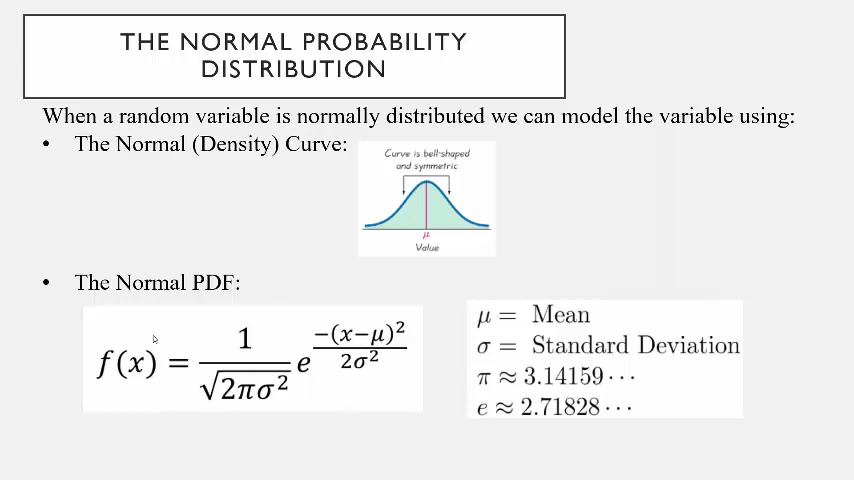 THE NORMAL PROBABILITY
DISTRIBUTION
When a random variable is normally distributed we can model the variable using:
• The Normal (Density) Curve:
Curve is bell-shaped
and symmetric
μ
Value
• The Normal PDF:
f(x) = 1/√(2πσ²) e^(−(x−μ)²/2σ²)
μ = Mean
σ = Standard Deviation
π ≈ 3.14159⋯
e ≈ 2.71828⋯